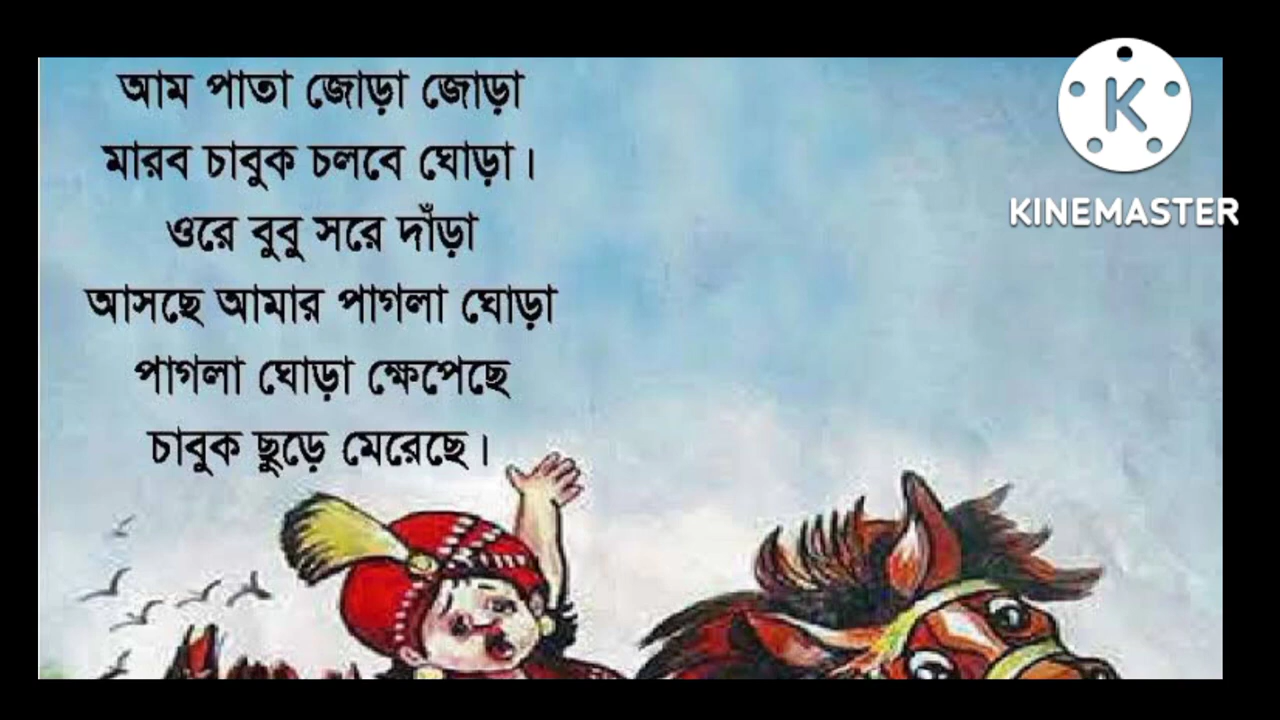 আম পাতা জোড়া জোড়া
মারব চাবুক চলবে ঘোড়া।
ওরে বুবু সরে দাঁড়া
আসছে আমার পাগলা ঘোড়া
পাগলা ঘোড়া ক্ষেপেছে
চাবুক ছুড়ে মেরেছে।
K
KINEMASTER